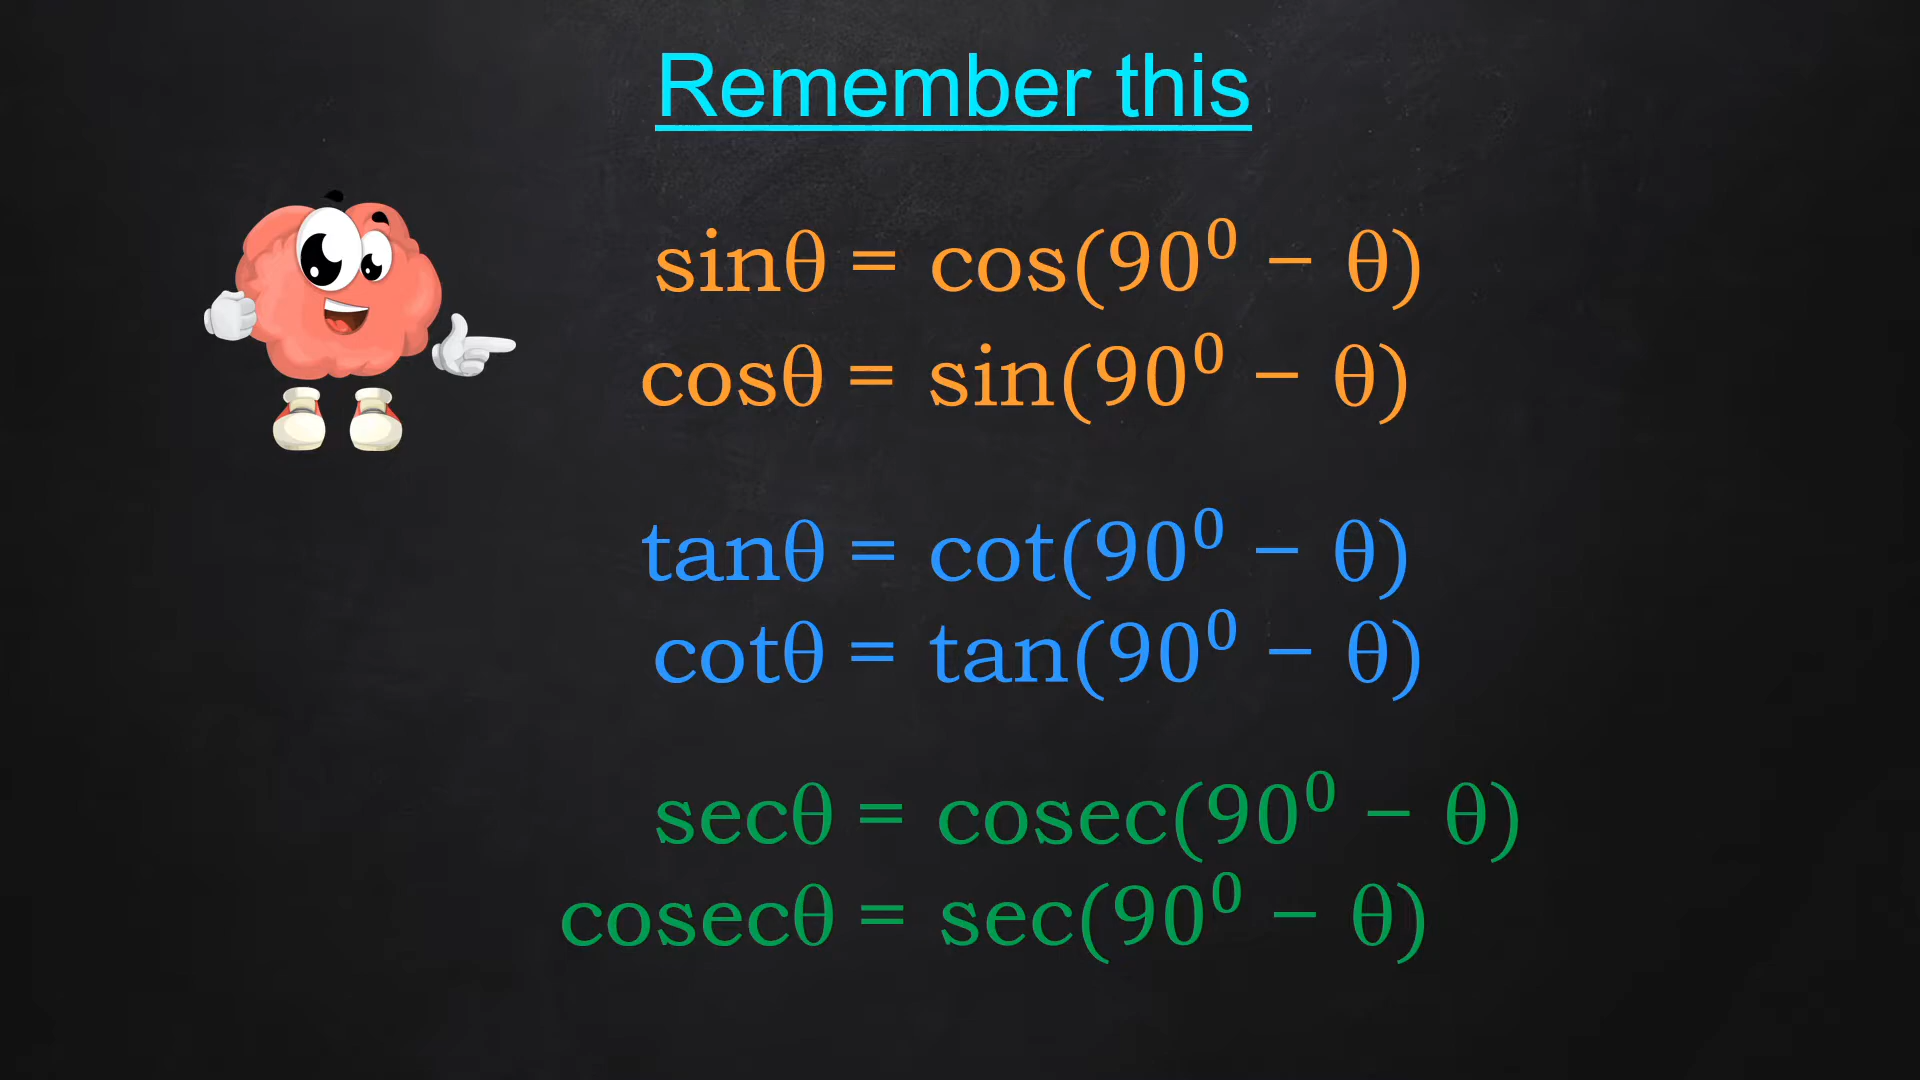 Remember this
sinθ = cos(90⁰ − θ)
cosθ = sin(90⁰ − θ)
tanθ = cot(90⁰ − θ)
cotθ = tan(90⁰ − θ)
secθ = cosec(90⁰ − θ)
cosecθ = sec(90⁰ − θ)